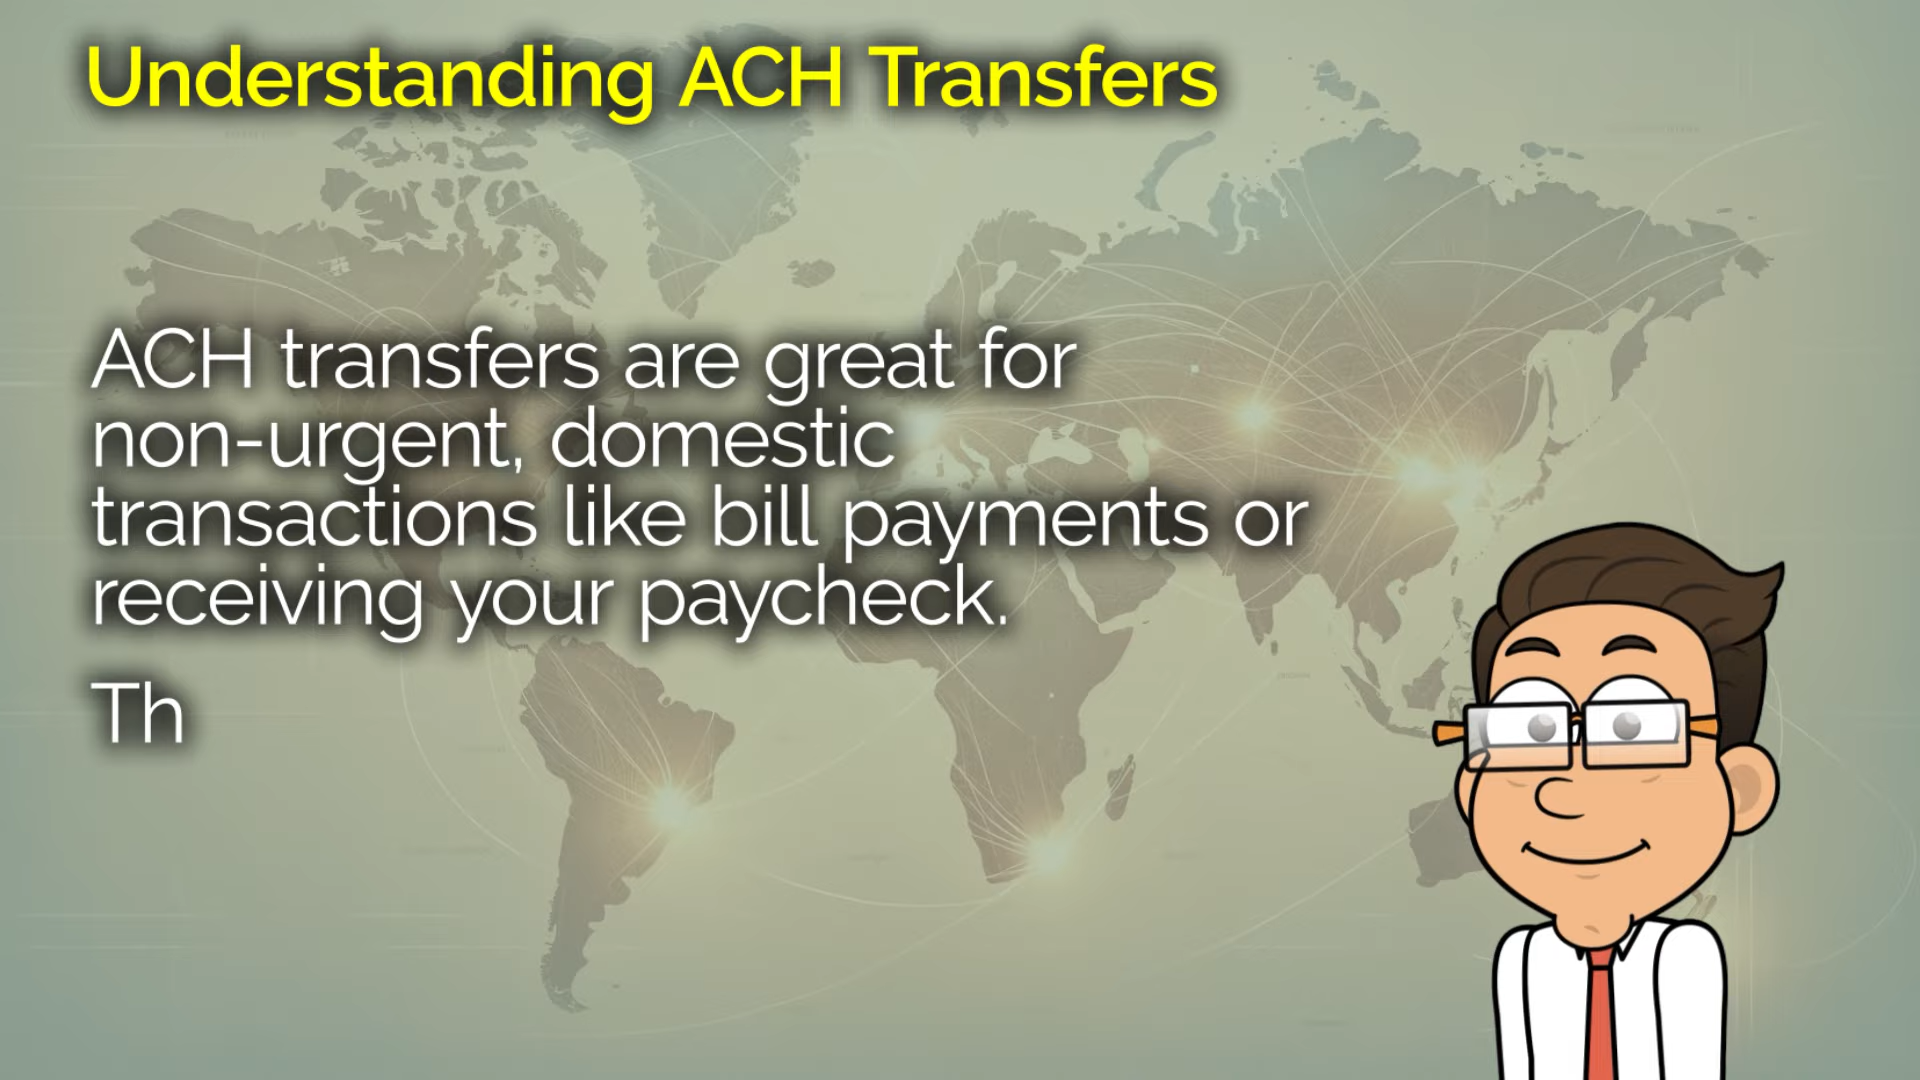 Understanding ACH Transfers
ACH transfers are great for
non-urgent, domestic
transactions like bill payments or
receiving your paycheck.
Th